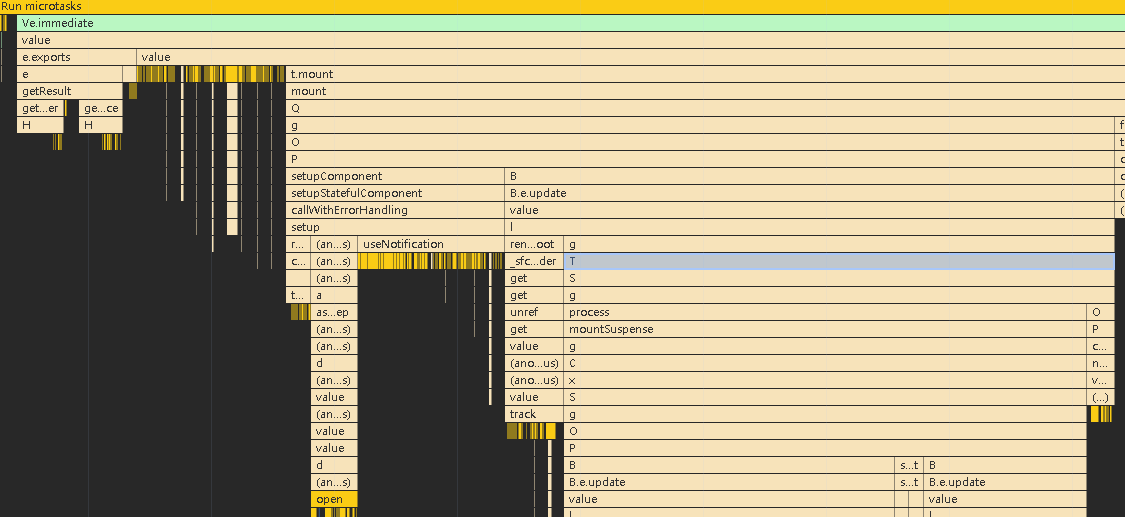 Run microtasks
Ve.immediate
value
e.exports value
e t.mount
getResult mount
get...er ge...ce Q
H H g f
O t
P c
setupComponent B c
setupStatefulComponent B.e.update (
callWithErrorHandling value (
setup l
r... (an...s) useNotification ren...oot g
c... (an...s) _sfc...der T
(an...s) get S
t... a get g
as...ep unref process O
(an...s) get mountSuspense P
(an...s) value g c...
d (ano...us) C n...
(an...s) (ano...us) x v...
value value S (...)
(an...s) track g
value O
value P
d B s...t B
(an...s) B.e.update s...t B.e.update
open value value